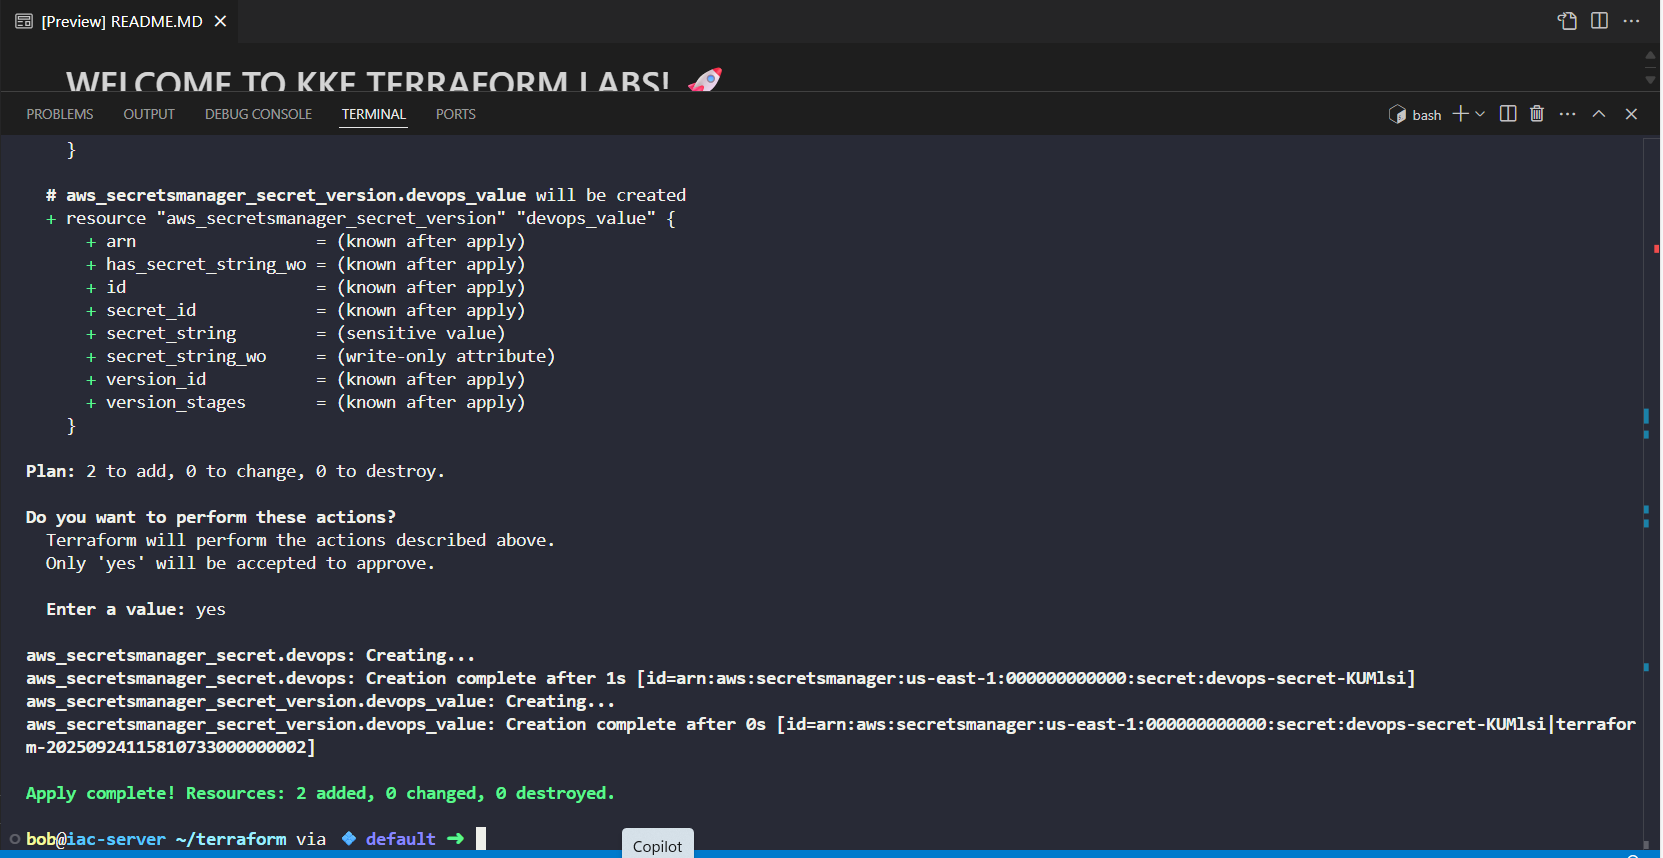 [Preview] README.MD
WELCOME TO KKE TERRAFORM LABS! 🚀
PROBLEMS OUTPUT DEBUG CONSOLE TERMINAL PORTS bash
}
# aws_secretsmanager_secret_version.devops_value will be created
+ resource "aws_secretsmanager_secret_version" "devops_value" {
+ arn = (known after apply)
+ has_secret_string_wo = (known after apply)
+ id = (known after apply)
+ secret_id = (known after apply)
+ secret_string = (sensitive value)
+ secret_string_wo = (write-only attribute)
+ version_id = (known after apply)
+ version_stages = (known after apply)
}
Plan: 2 to add, 0 to change, 0 to destroy.
Do you want to perform these actions?
Terraform will perform the actions described above.
Only 'yes' will be accepted to approve.
Enter a value: yes
aws_secretsmanager_secret.devops: Creating...
aws_secretsmanager_secret.devops: Creation complete after 1s [id=arn:aws:secretsmanager:us-east-1:000000000000:secret:devops-secret-KUMlsi]
aws_secretsmanager_secret_version.devops_value: Creating...
aws_secretsmanager_secret_version.devops_value: Creation complete after 0s [id=arn:aws:secretsmanager:us-east-1:000000000000:secret:devops-secret-KUMlsi|terrafor
m-20250924115810733000000002]
Apply complete! Resources: 2 added, 0 changed, 0 destroyed.
bob@iac-server ~/terraform via 🔷 default ➜
Copilot